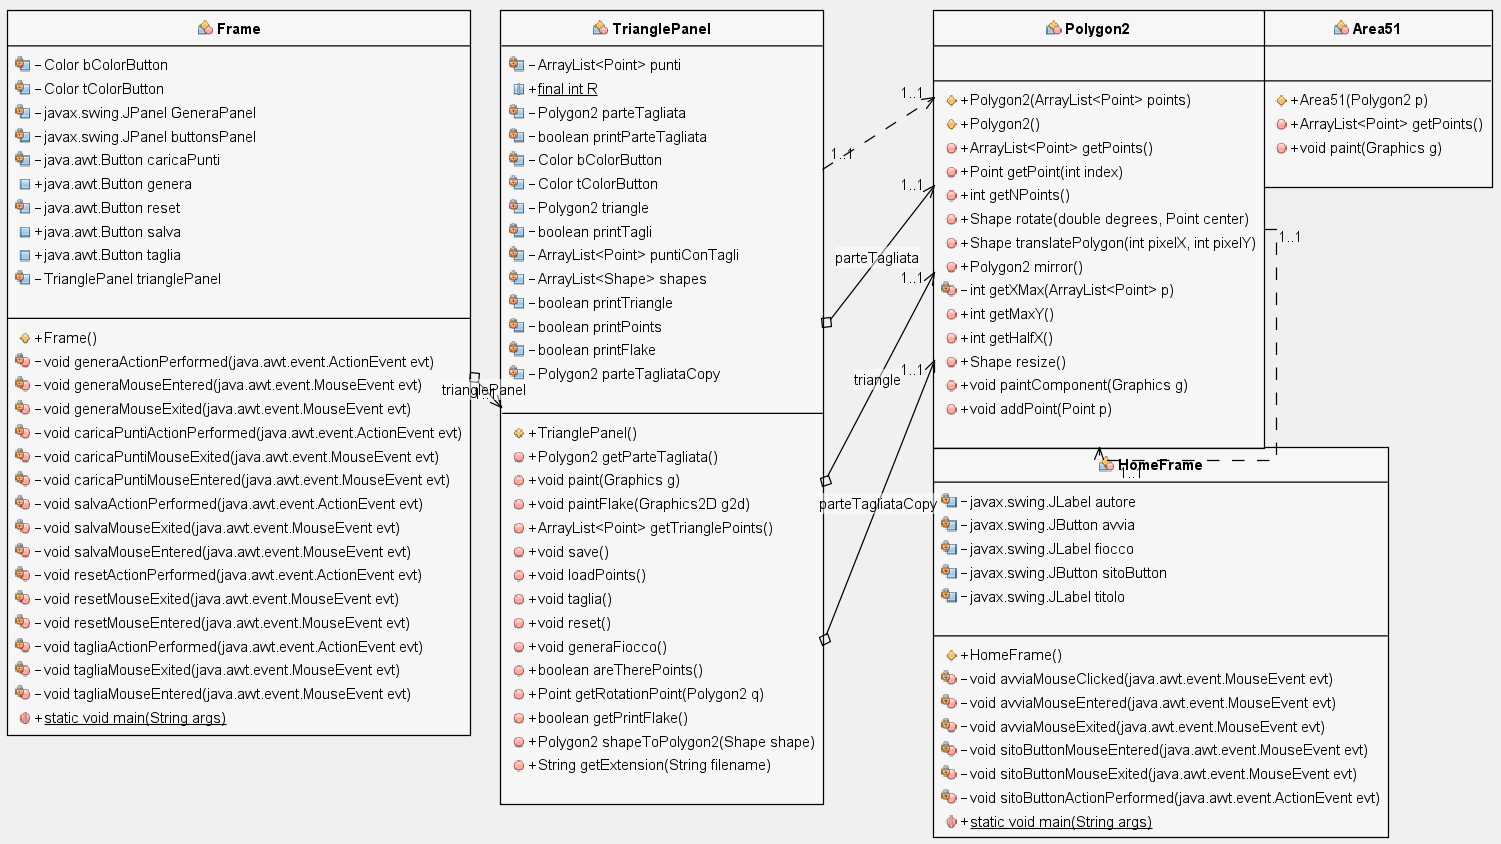 Frame
- Color bColorButton
- Color tColorButton
- javax.swing.JPanel GeneraPanel
- javax.swing.JPanel buttonsPanel
- java.awt.Button caricaPunti
+ java.awt.Button genera
- java.awt.Button reset
+ java.awt.Button salva
+ java.awt.Button taglia
- TrianglePanel trianglePanel
+ Frame()
- void generaActionPerformed(java.awt.event.ActionEvent evt)
- void generaMouseEntered(java.awt.event.MouseEvent evt)
- void generaMouseExited(java.awt.event.MouseEvent evt)
- void caricaPuntiActionPerformed(java.awt.event.ActionEvent evt)
- void caricaPuntiMouseExited(java.awt.event.MouseEvent evt)
- void caricaPuntiMouseEntered(java.awt.event.MouseEvent evt)
- void salvaActionPerformed(java.awt.event.ActionEvent evt)
- void salvaMouseExited(java.awt.event.MouseEvent evt)
- void salvaMouseEntered(java.awt.event.MouseEvent evt)
- void resetActionPerformed(java.awt.event.ActionEvent evt)
- void resetMouseExited(java.awt.event.MouseEvent evt)
- void resetMouseEntered(java.awt.event.MouseEvent evt)
- void tagliaActionPerformed(java.awt.event.ActionEvent evt)
- void tagliaMouseExited(java.awt.event.MouseEvent evt)
- void tagliaMouseEntered(java.awt.event.MouseEvent evt)
+ static void main(String args)
trianglePanel
1..1
TrianglePanel
- ArrayList<Point> punti
+ final int R
- Polygon2 parteTagliata
- boolean printParteTagliata
- Color bColorButton
- Color tColorButton
- Polygon2 triangle
- boolean printTagli
- ArrayList<Point> puntiConTagli
- ArrayList<Shape> shapes
- boolean printTriangle
- boolean printPoints
- boolean printFlake
- Polygon2 parteTagliataCopy
+ TrianglePanel()
+ Polygon2 getParteTagliata()
+ void paint(Graphics g)
+ void paintFlake(Graphics2D g2d)
+ ArrayList<Point> getTrianglePoints()
+ void save()
+ void loadPoints()
+ void taglia()
+ void reset()
+ void generaFiocco()
+ boolean areTherePoints()
+ Point getRotationPoint(Polygon2 q)
+ boolean getPrintFlake()
+ Polygon2 shapeToPolygon2(Shape shape)
+ String getExtension(String filename)
1..1
1..1
1..1
parteTagliata
1..1
triangle
1..1
parteTagliataCopy
Polygon2
+ Polygon2(ArrayList<Point> points)
+ Polygon2()
+ ArrayList<Point> getPoints()
+ Point getPoint(int index)
+ int getNPoints()
+ Shape rotate(double degrees, Point center)
+ Shape translatePolygon(int pixelX, int pixelY)
+ Polygon2 mirror()
- int getXMax(ArrayList<Point> p)
+ int getMaxY()
+ int getHalfX()
+ Shape resize()
+ void paintComponent(Graphics g)
+ void addPoint(Point p)
Area51
+ Area51(Polygon2 p)
+ ArrayList<Point> getPoints()
+ void paint(Graphics g)
1..1
1..1
HomeFrame
- javax.swing.JLabel autore
- javax.swing.JButton avvia
- javax.swing.JLabel fiocco
- javax.swing.JButton sitoButton
- javax.swing.JLabel titolo
+ HomeFrame()
- void avviaMouseClicked(java.awt.event.MouseEvent evt)
- void avviaMouseEntered(java.awt.event.MouseEvent evt)
- void avviaMouseExited(java.awt.event.MouseEvent evt)
- void sitoButtonMouseEntered(java.awt.event.MouseEvent evt)
- void sitoButtonMouseExited(java.awt.event.MouseEvent evt)
- void sitoButtonActionPerformed(java.awt.event.ActionEvent evt)
+ static void main(String args)